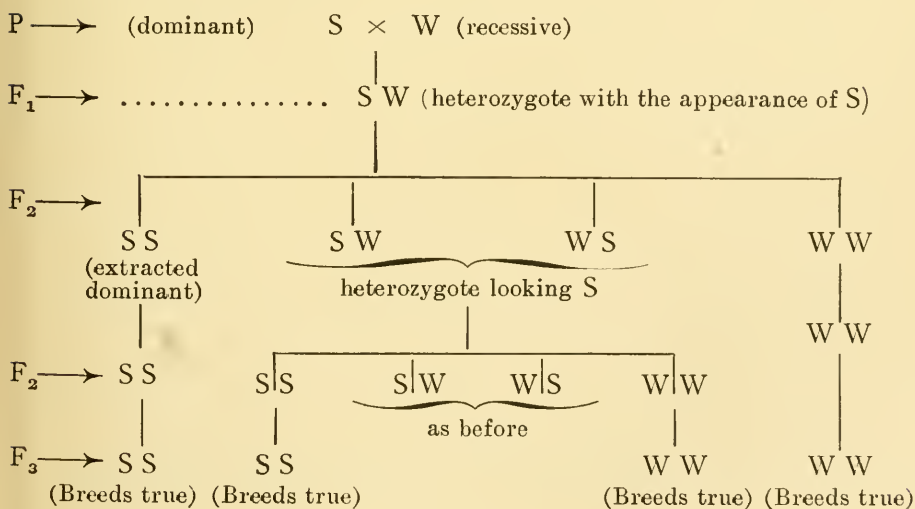 P → (dominant) S × W (recessive)
F₁ → ................ S W (heterozygote with the appearance of S)
F₂ →
S S S W W S W W
(extracted dominant) heterozygote looking S
W W
F₂ → S S S S S W W S W W
as before
F₃ → S S S S W W W W
(Breeds true) (Breeds true) (Breeds true) (Breeds true)